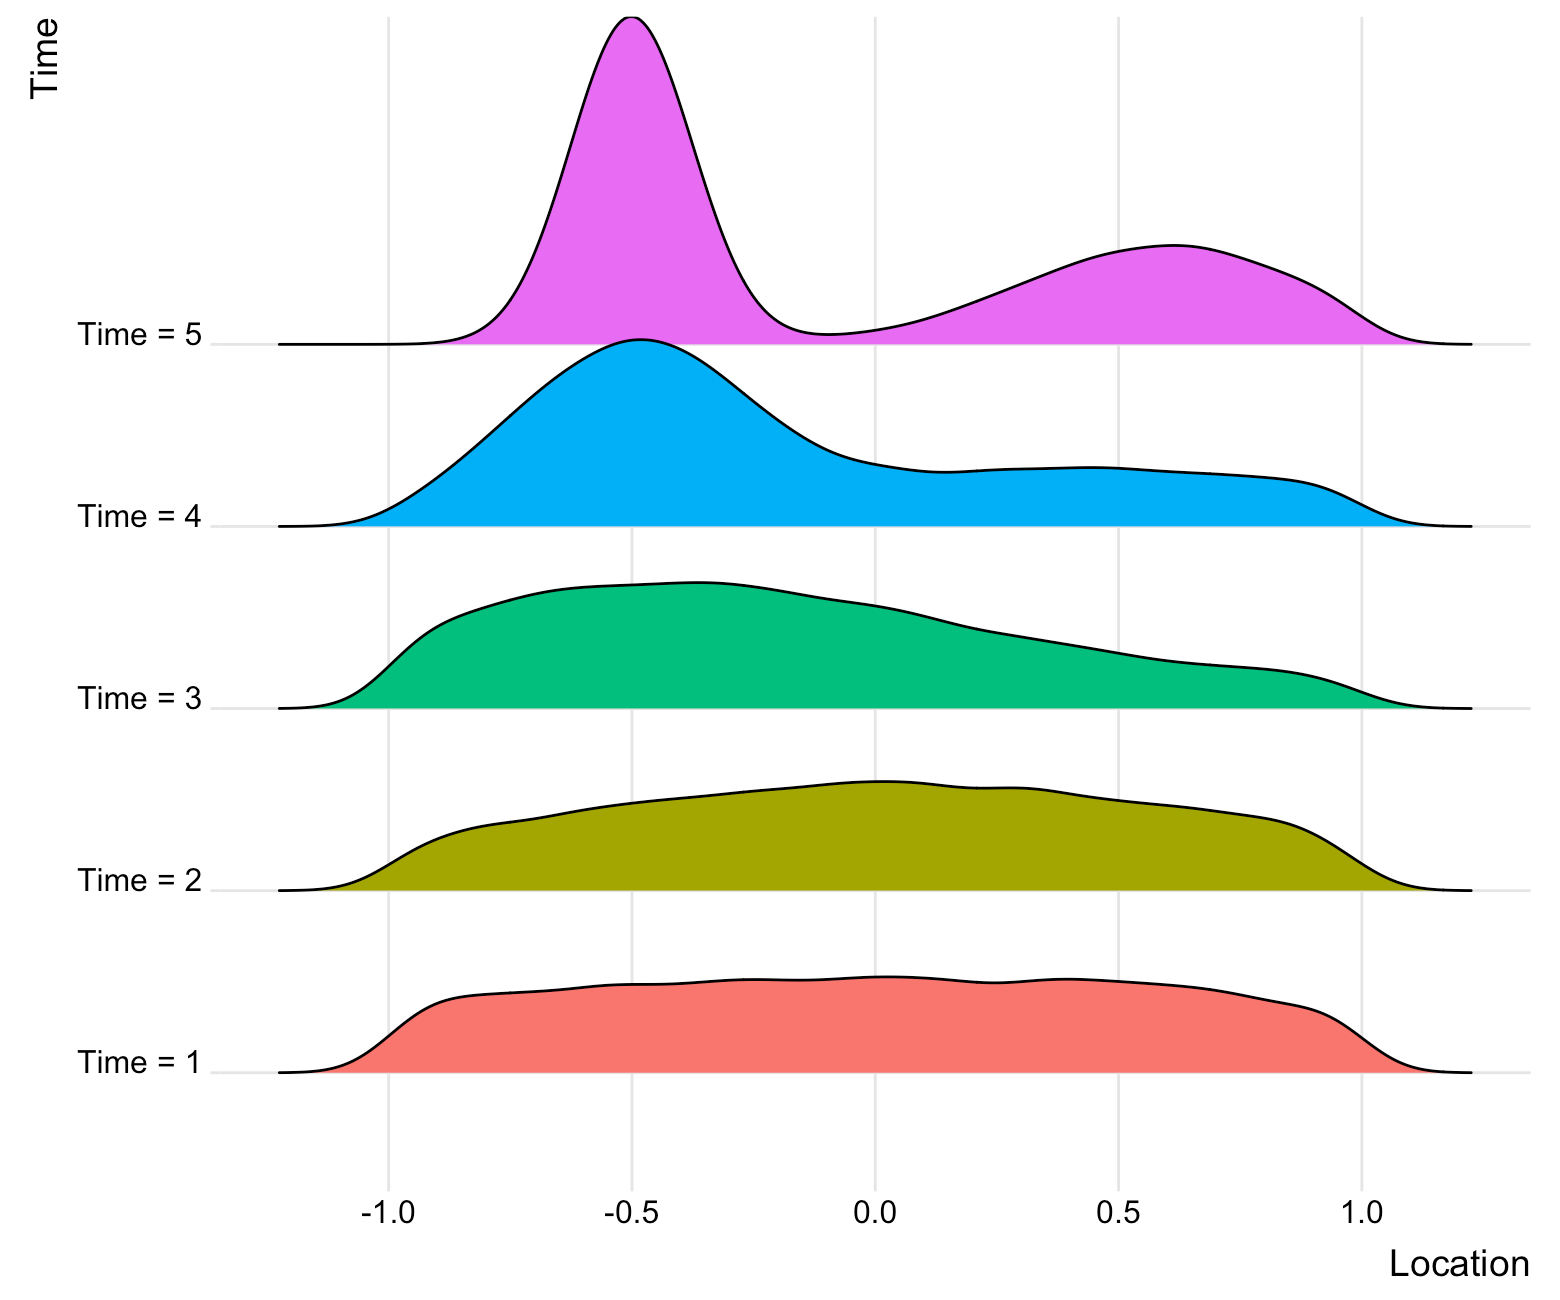 Time
Time = 5
Time = 4
Time = 3
Time = 2
Time = 1
-1.0 -0.5 0.0 0.5 1.0
Location